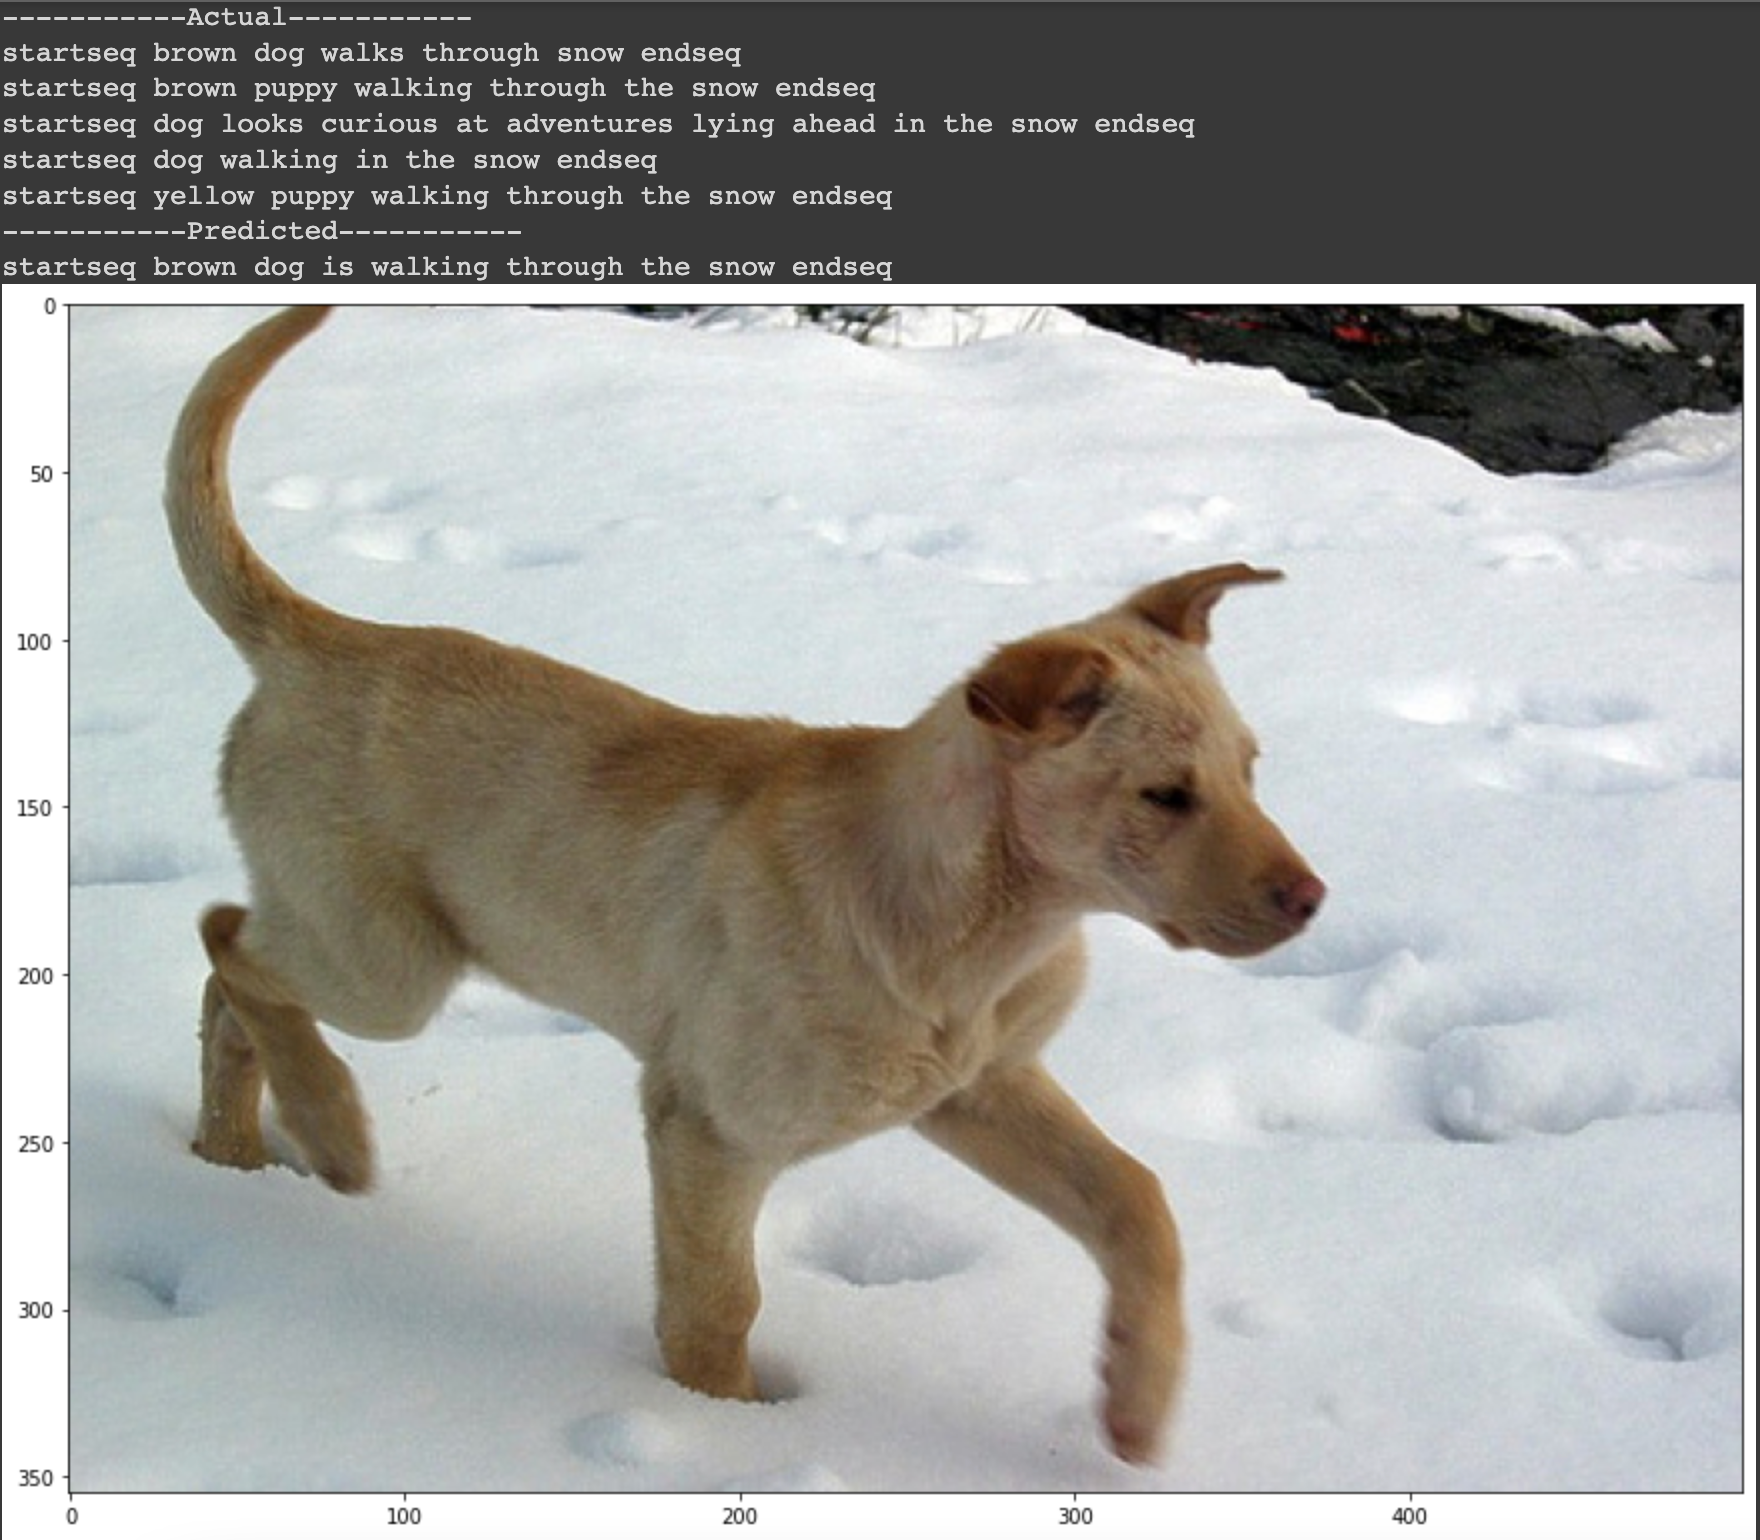 -----------Actual-----------
startseq brown dog walks through snow endseq
startseq brown puppy walking through the snow endseq
startseq dog looks curious at adventures lying ahead in the snow endseq
startseq dog walking in the snow endseq
startseq yellow puppy walking through the snow endseq
-----------Predicted-----------
startseq brown dog is walking through the snow endseq
0
50
100
150
200
250
300
350
0 100 200 300 400